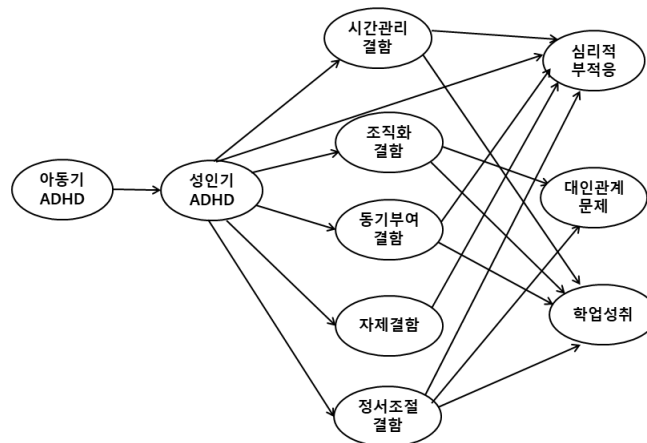 시간관리
결함
심리적
부적응
조직화
결함
아동기
ADHD
성인기
ADHD
대인관계
문제
동기부여
결함
자제결함
학업성취
정서조절
결함